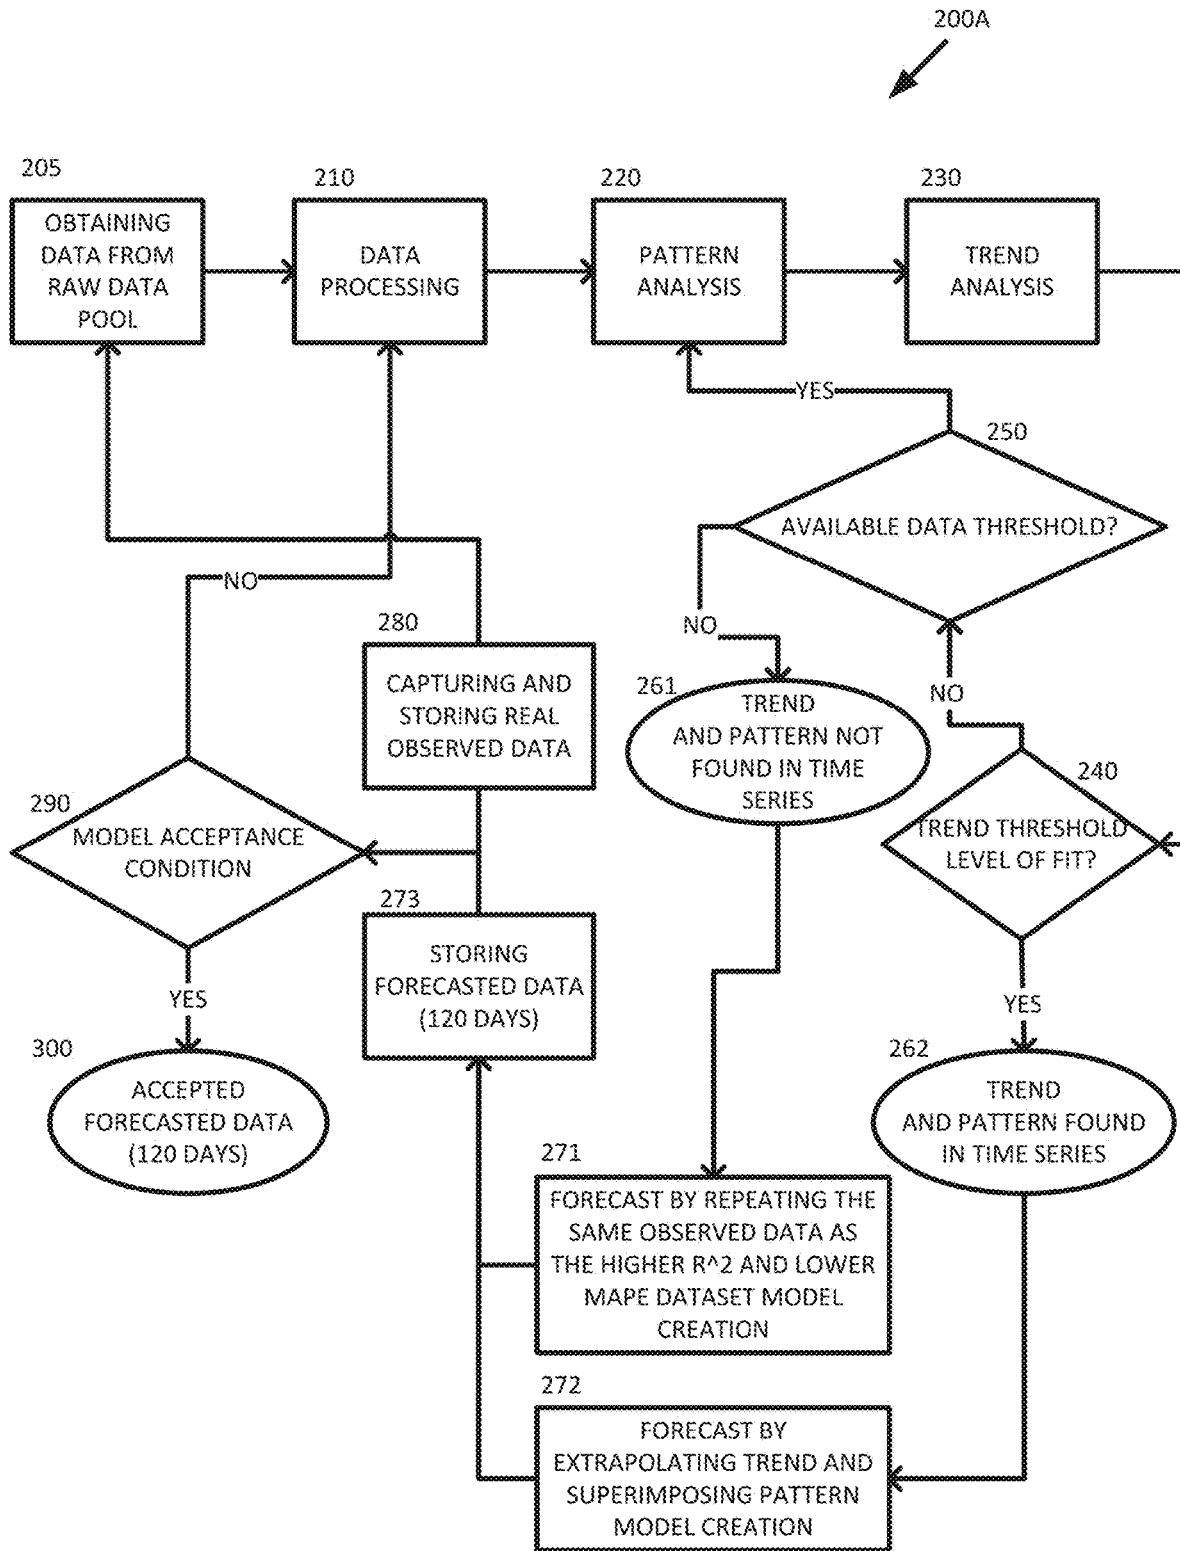 200A
205
OBTAINING
DATA FROM
RAW DATA
POOL
210
DATA
PROCESSING
220
PATTERN
ANALYSIS
230
TREND
ANALYSIS
YES
250
AVAILABLE DATA THRESHOLD?
NO
NO
280
CAPTURING AND
STORING REAL
OBSERVED DATA
261
TREND
AND PATTERN NOT
FOUND IN TIME
SERIES
NO
240
TREND THRESHOLD
LEVEL OF FIT?
290
MODEL ACCEPTANCE
CONDITION
273
STORING
FORECASTED DATA
(120 DAYS)
YES
YES
300
ACCEPTED
FORECASTED DATA
(120 DAYS)
262
TREND
AND PATTERN FOUND
IN TIME SERIES
271
FORECAST BY REPEATING THE
SAME OBSERVED DATA AS
THE HIGHER R^2 AND LOWER
MAPE DATASET MODEL
CREATION
272
FORECAST BY
EXTRAPOLATING TREND AND
SUPERIMPOSING PATTERN
MODEL CREATION